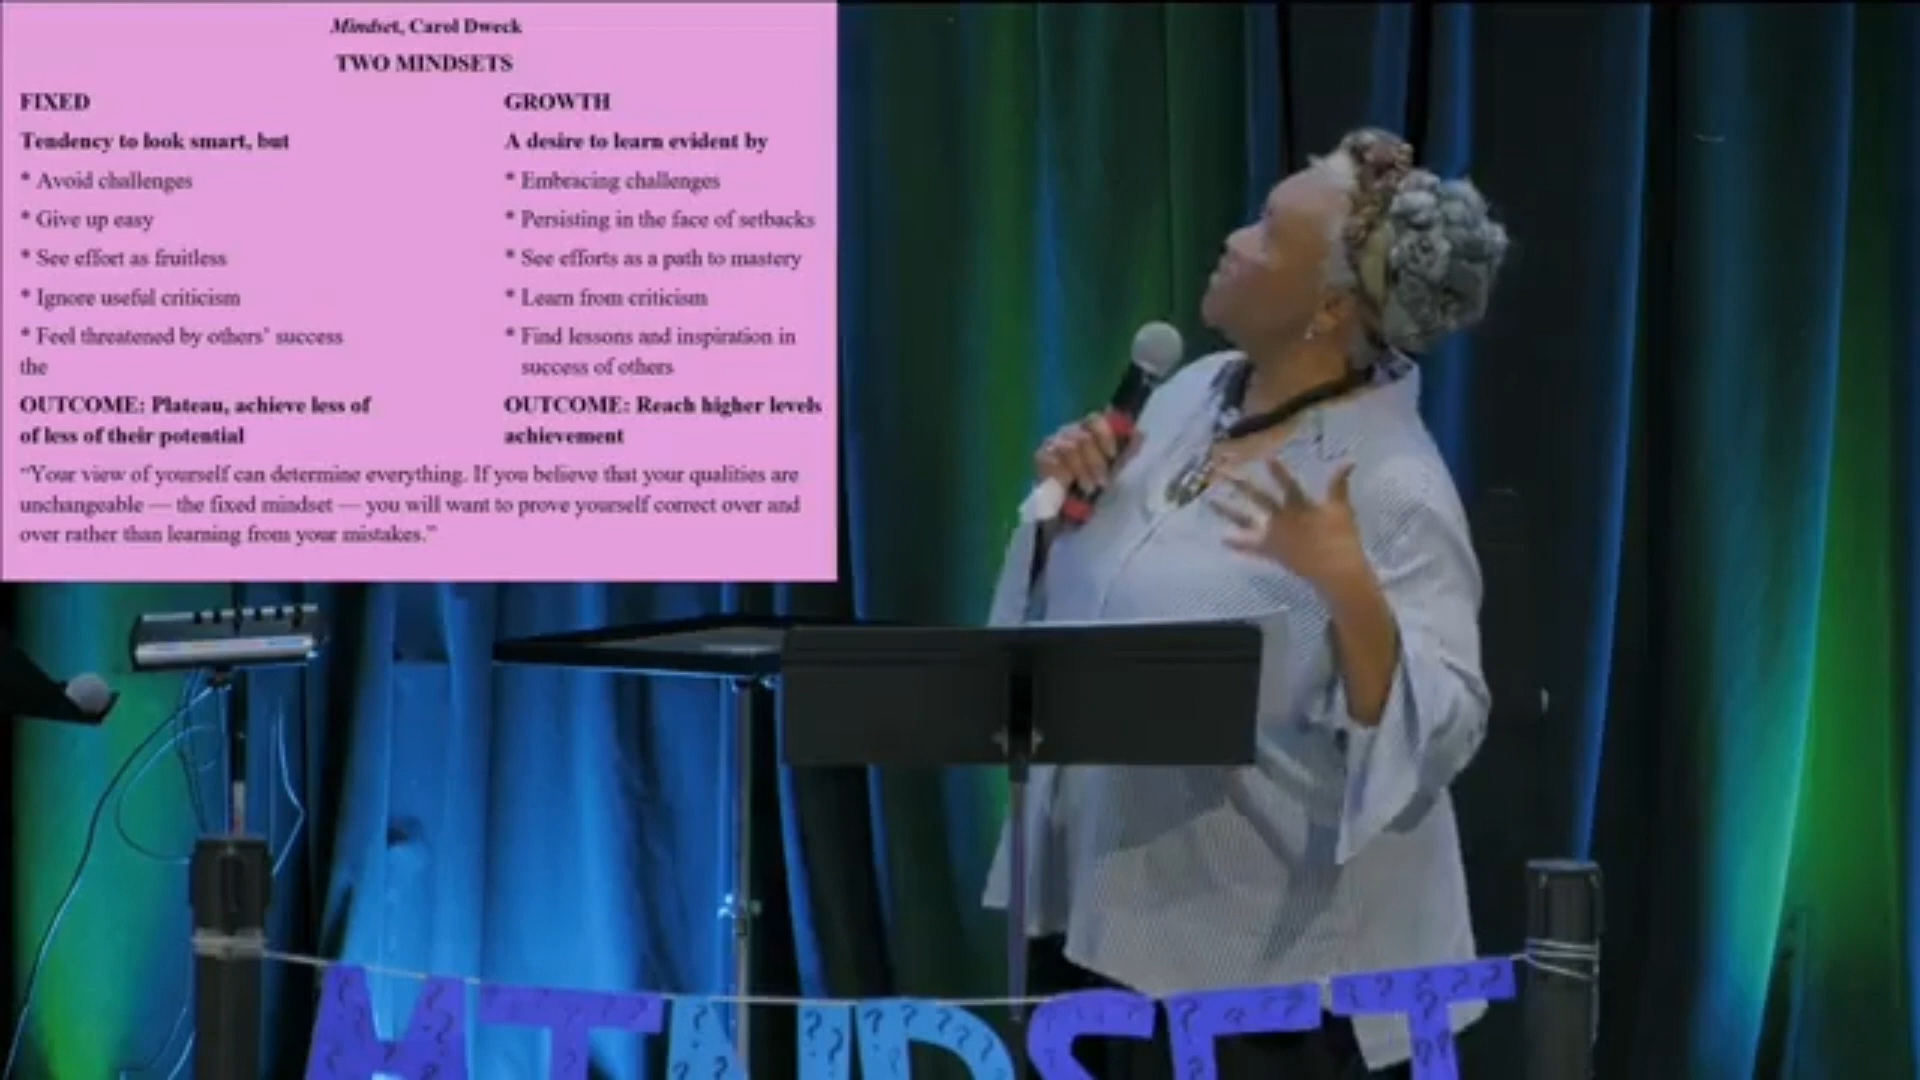 Mindset, Carol Dweck
TWO MINDSETS
FIXED
Tendency to look smart, but
* Avoid challenges
* Give up easy
* See effort as fruitless
* Ignore useful criticism
* Feel threatened by others' success
the
OUTCOME: Plateau, achieve less of
of less of their potential
GROWTH
A desire to learn evident by
* Embracing challenges
* Persisting in the face of setbacks
* See efforts as a path to mastery
* Learn from criticism
* Find lessons and inspiration in
success of others
OUTCOME: Reach higher levels
achievement
“Your view of yourself can determine everything. If you believe that your qualities are
unchangeable — the fixed mindset — you will want to prove yourself correct over and
over rather than learning from your mistakes.”
MINDSET